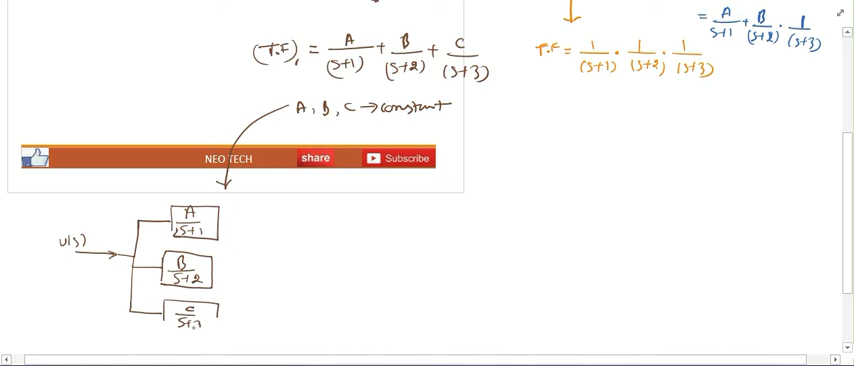 (T.F)₁ = A/(s+1) + B/(s+2) + C/(s+3)
A, B, C → constant
= A/s+1 + B/(s+2) · 1/(s+3)
T.F = 1/(s+1) · 1/(s+2) · 1/(s+3)
NEO TECH share Subscribe
U(s)
A/s+1
B/s+2
C/s+3